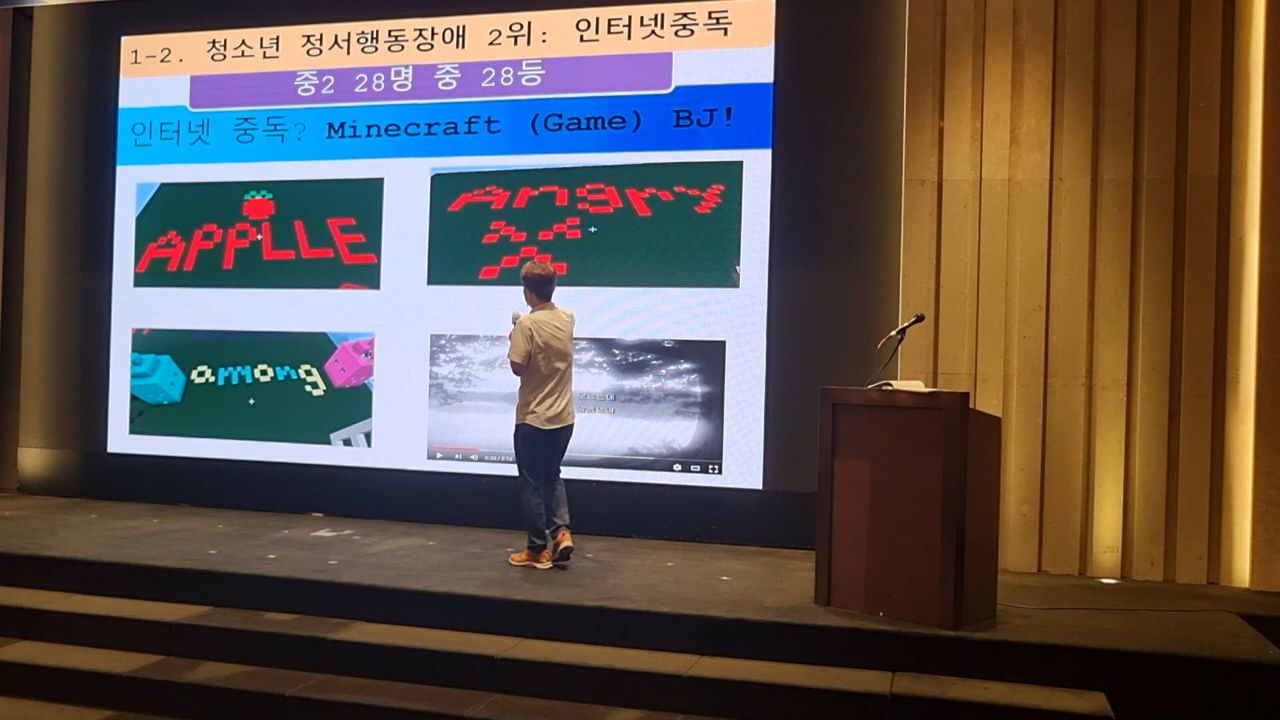 1-2. 청소년 정서행동장애 2위: 인터넷중독
중2 28명 중 28등
인터넷 중독? Minecraft (Game) BJ!
APPLLE
Angry
among